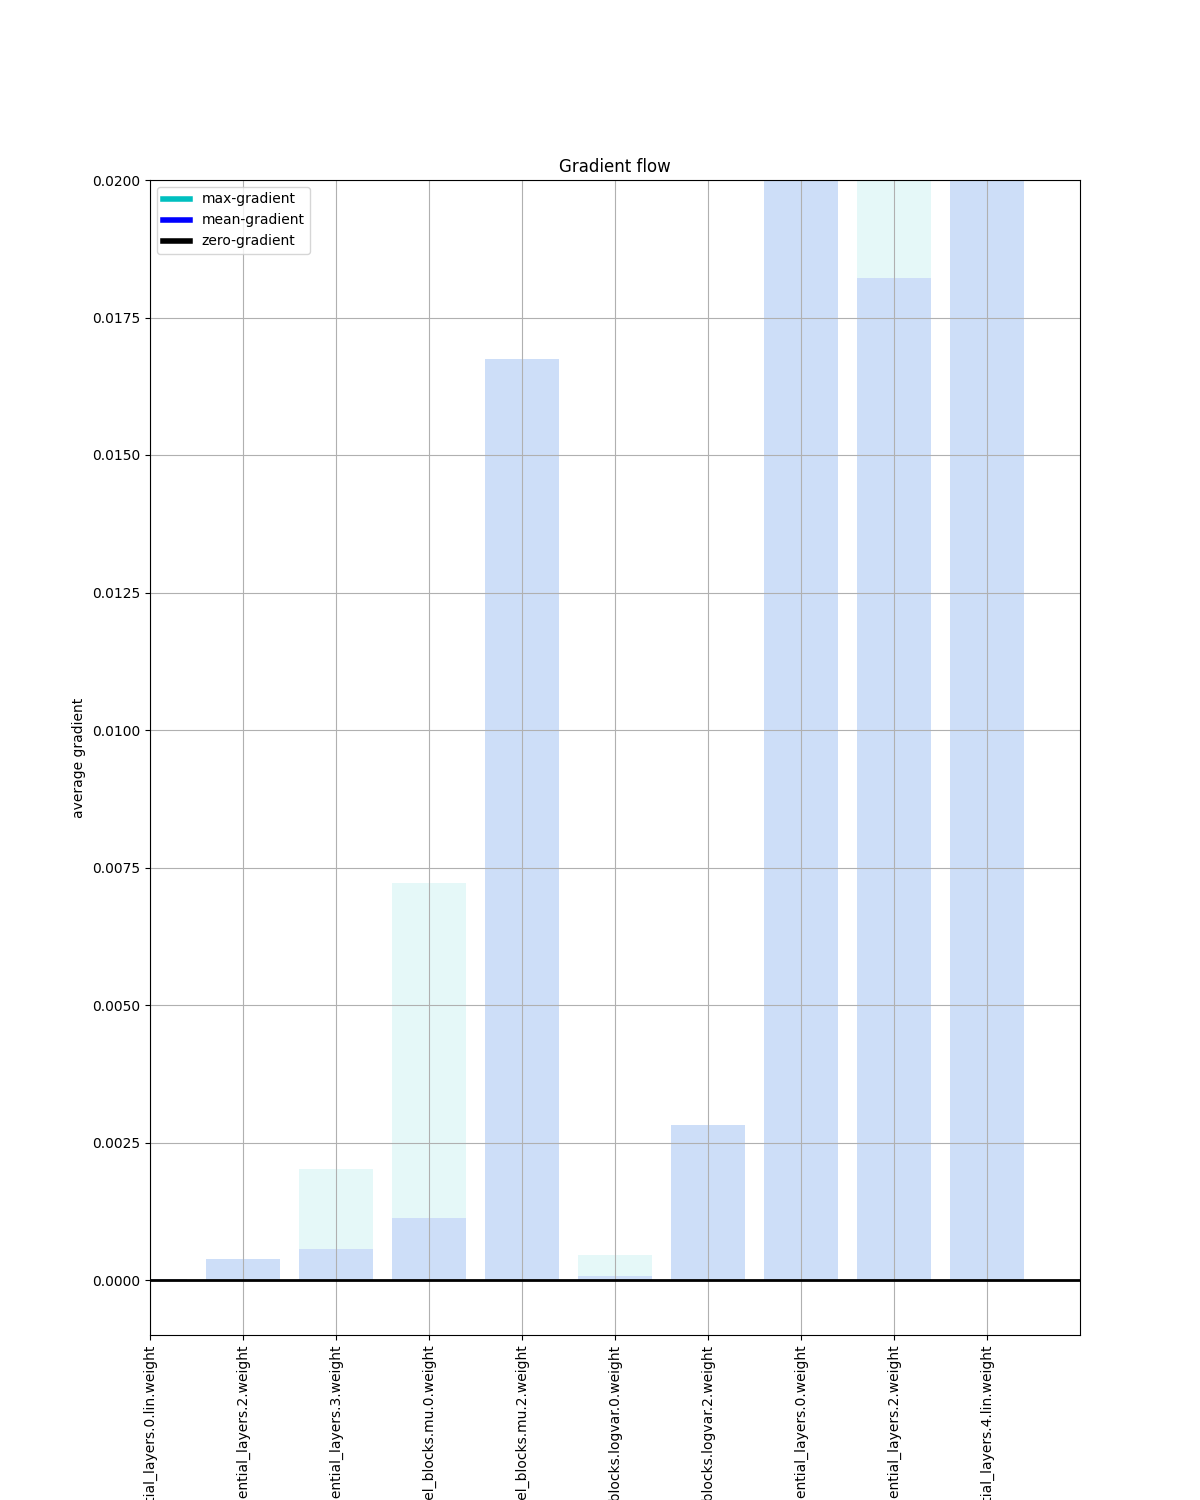 Gradient flow
max-gradient
mean-gradient
zero-gradient
average gradient
0.0200
0.0175
0.0150
0.0125
0.0100
0.0075
0.0050
0.0025
0.0000
tial_layers.0.lin.weight
ential_layers.2.weight
ential_layers.3.weight
el_blocks.mu.0.weight
el_blocks.mu.2.weight
blocks.logvar.0.weight
blocks.logvar.2.weight
ential_layers.0.weight
ential_layers.2.weight
tial_layers.4.lin.weight